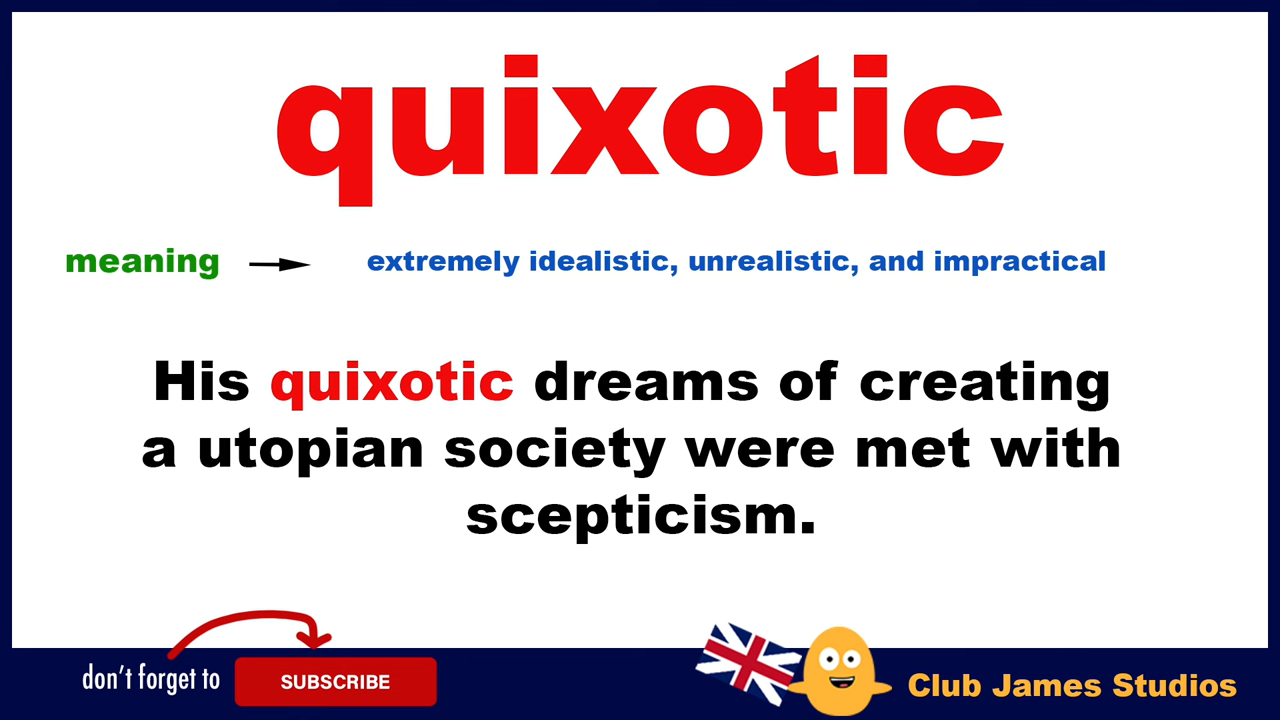 quixotic
meaning extremely idealistic, unrealistic, and impractical
His quixotic dreams of creating
a utopian society were met with
scepticism.
don't forget to SUBSCRIBE
Club James Studios